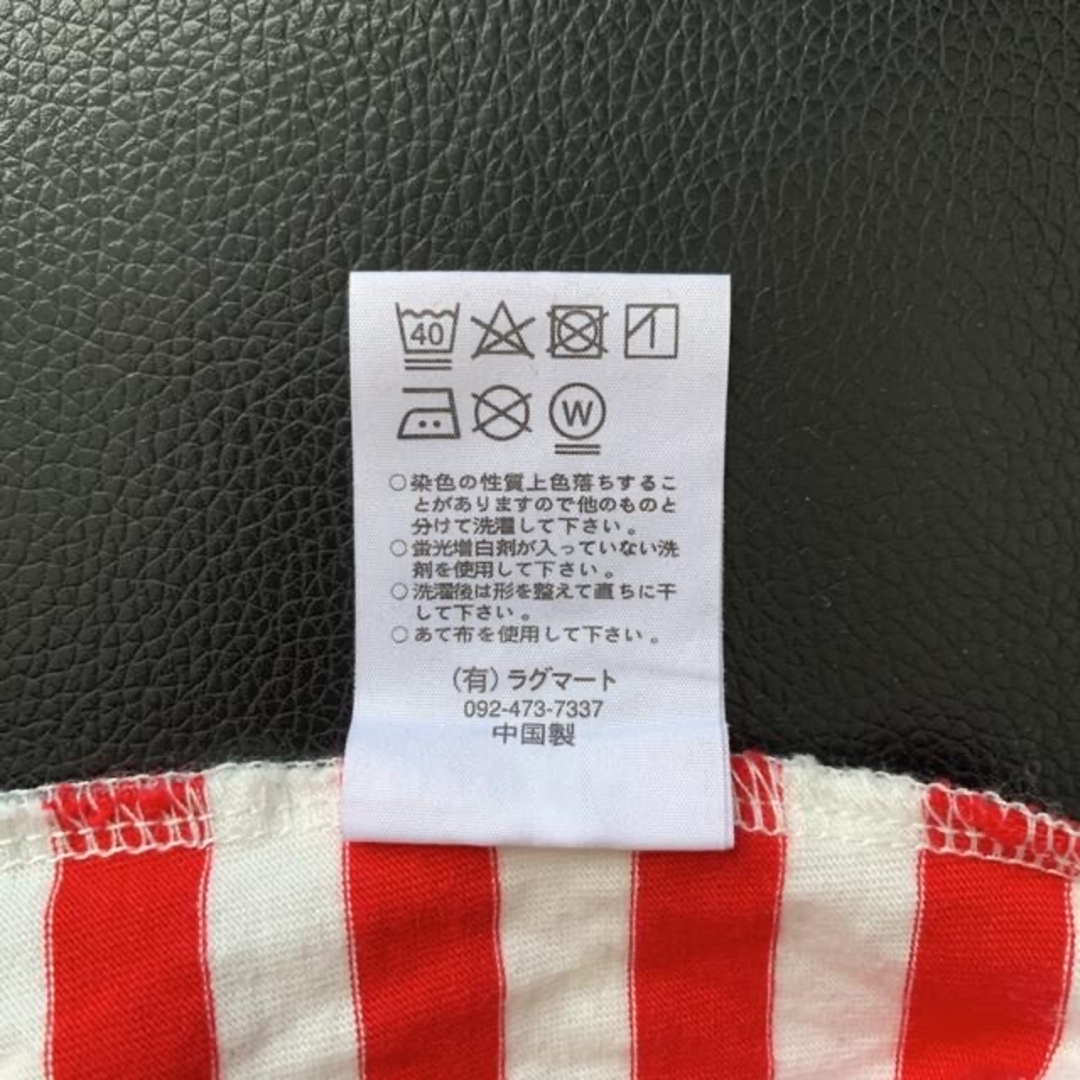 40
W
○染色の性質上色落ちするこ
とがありますので他のものと
分けて洗濯して下さい。
○蛍光増白剤が入っていない洗
剤を使用して下さい。
○洗濯後は形を整えて直ちに干
して下さい。
○あて布を使用して下さい。
(有)ラグマート
092-473-7337
中国製